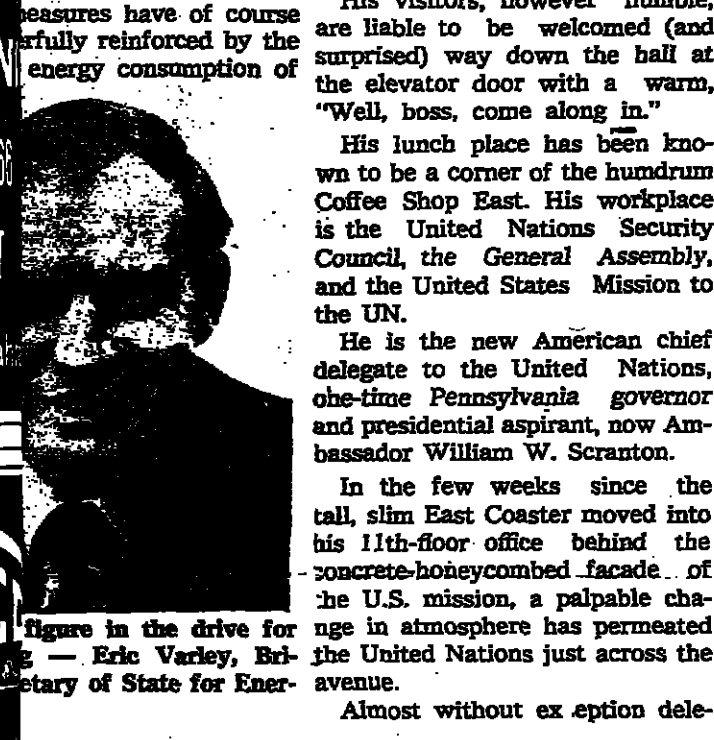 measures have of course
erfully reinforced by the
energy consumption of
figure in the drive for
— Eric Varley, Bri-
etary of State for Ener-
His visitors, however humble,
are liable to be welcomed (and
surprised) way down the hall at
the elevator door with a warm,
"Well, boss, come along in."
His lunch place has been kno-
wn to be a corner of the humdrum
Coffee Shop East. His workplace
is the United Nations Security
Council, the General Assembly,
and the United States Mission to
the UN.
He is the new American chief
delegate to the United Nations,
one-time Pennsylvania governor
and presidential aspirant, now Am-
bassador William W. Scranton.
In the few weeks since the
tall, slim East Coaster moved into
his 11th-floor office behind the
concrete-honeycombed facade of
the U.S. mission, a palpable cha-
nge in atmosphere has permeated
the United Nations just across the
avenue.
Almost without ex eption dele-